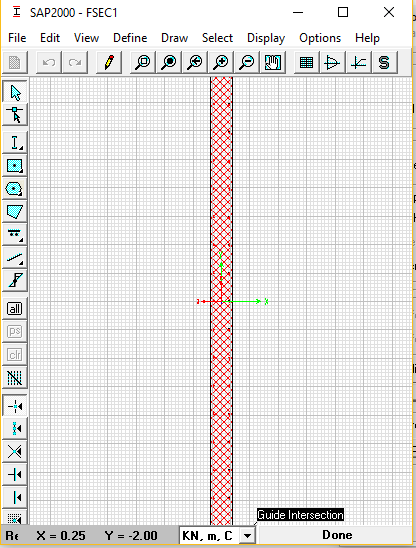 SAP2000 - FSEC1
File Edit View Define Draw Select Display Options Help
S
I
all
ps
clr
Guide Intersection
X = 0.25 Y = -2.00 KN, m, C Done